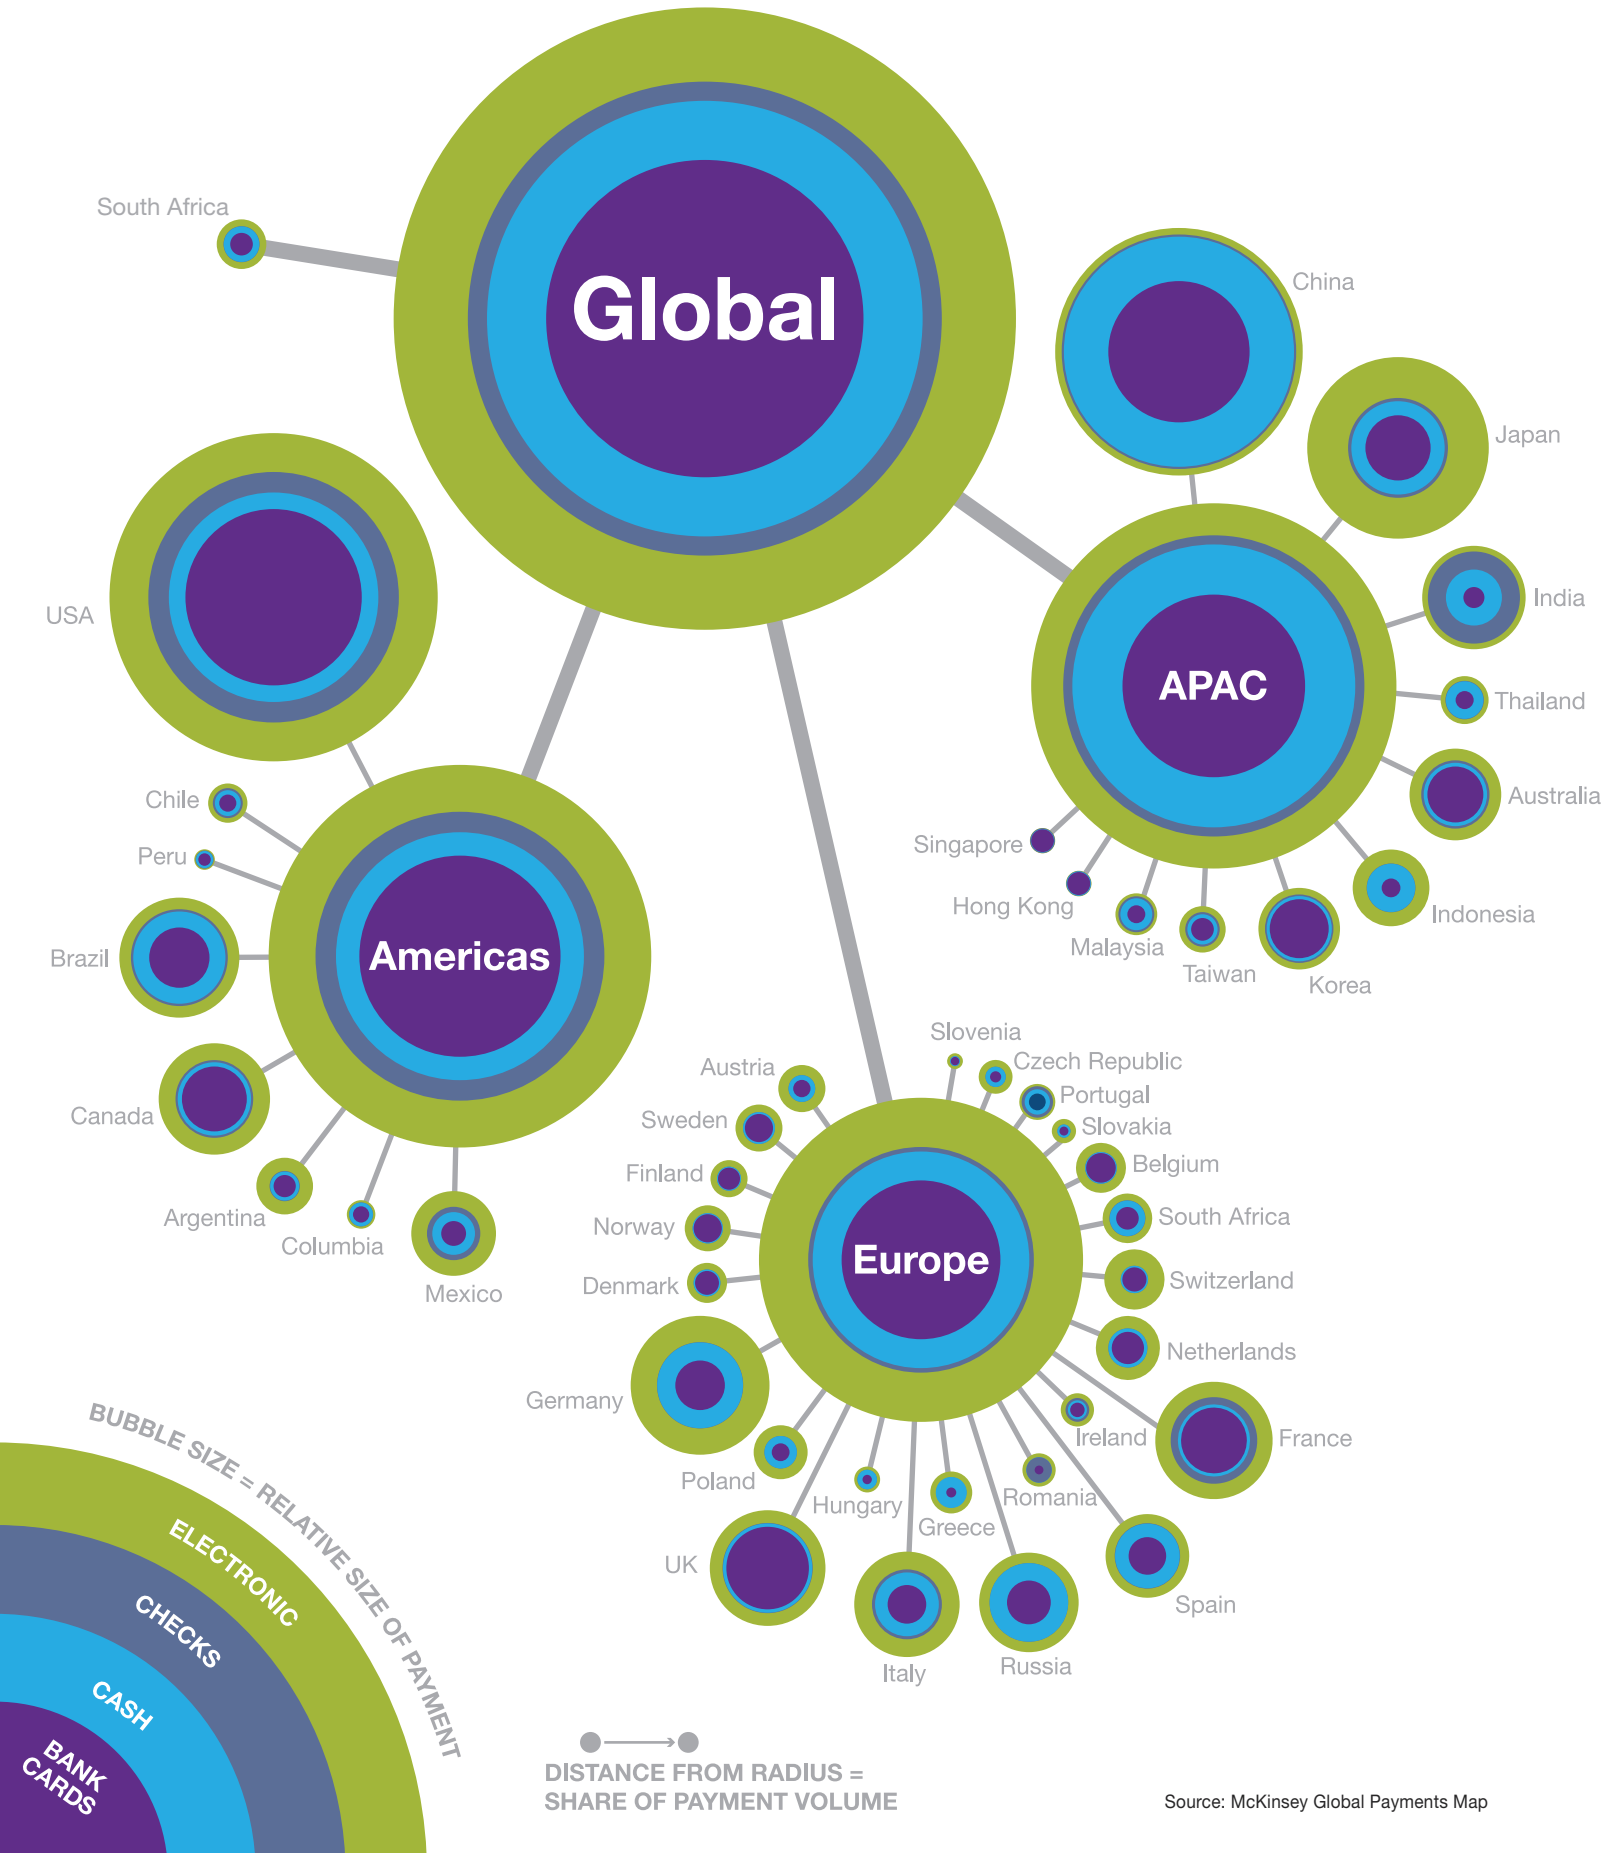 Global
South Africa
China
Japan
India
Thailand
Australia
Indonesia
Korea
Taiwan
Malaysia
Hong Kong
Singapore
APAC
USA
Chile
Peru
Brazil
Canada
Argentina
Columbia
Mexico
Americas
Slovenia
Czech Republic
Portugal
Slovakia
Belgium
South Africa
Switzerland
Netherlands
France
Ireland
Spain
Romania
Russia
Greece
Italy
Hungary
UK
Poland
Germany
Denmark
Norway
Finland
Sweden
Austria
Europe
BUBBLE SIZE = RELATIVE SIZE OF PAYMENT
ELECTRONIC
CHECKS
CASH
BANK
CARDS
DISTANCE FROM RADIUS =
SHARE OF PAYMENT VOLUME
Source: McKinsey Global Payments Map